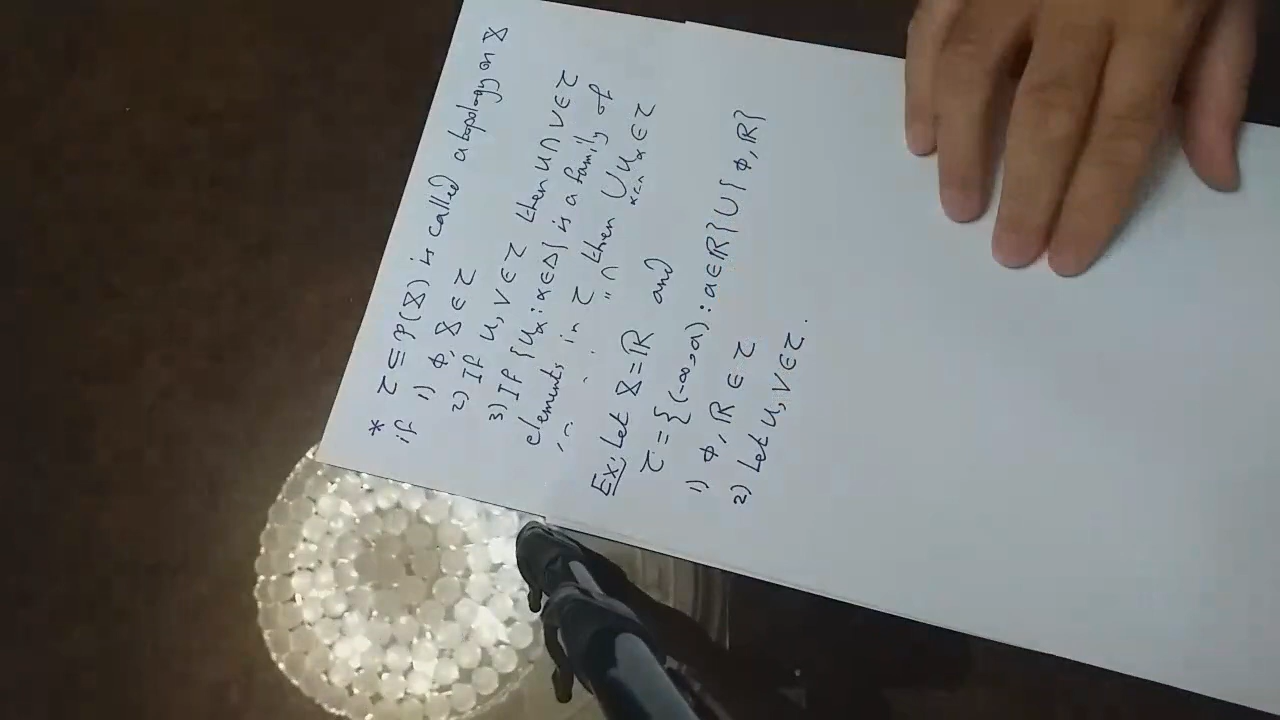 * τ ⊆ P(X) is called a topology on X
if 1) ϕ, X ∈ τ
2) If U, V ∈ τ then U ∩ V ∈ τ
3) If {Uα : α ∈ Δ} is a family of
elements in τ then ∪ Uα ∈ τ
α∈Δ
Ex: Let X = ℝ and
τ = {(-∞, a) : a ∈ ℝ} ∪ {ϕ, ℝ}
1) ϕ, ℝ ∈ τ
2) Let U, V ∈ τ.